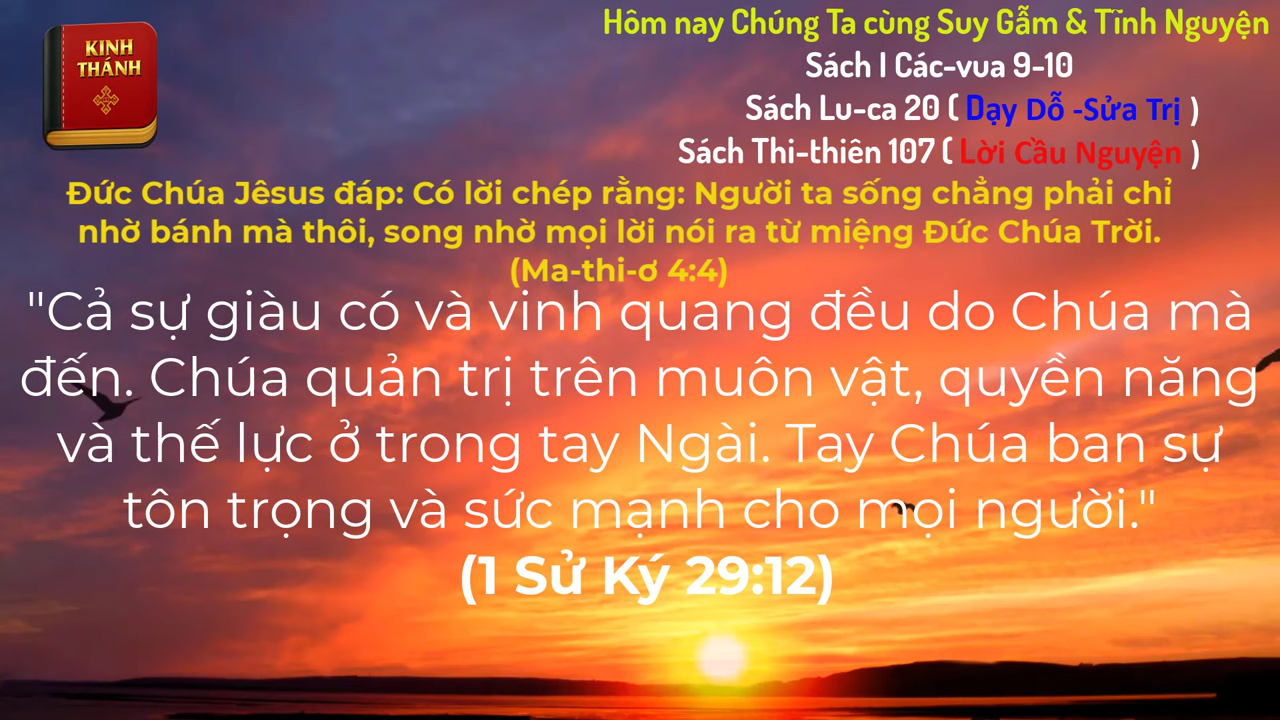 KINH
THÁNH
Hôm nay Chúng Ta cùng Suy Gẫm & Tĩnh Nguyện
Sách I Các-vua 9-10
Sách Lu-ca 20 ( Dạy Dỗ -Sửa Trị )
Sách Thi-thiên 107 ( Lời Cầu Nguyện )
Đức Chúa Jêsus đáp: Có lời chép rằng: Người ta sống chẳng phải chỉ
nhờ bánh mà thôi, song nhờ mọi lời nói ra từ miệng Đức Chúa Trời.
(Ma-thi-ơ 4:4)
"Cả sự giàu có và vinh quang đều do Chúa mà
đến. Chúa quản trị trên muôn vật, quyền năng
và thế lực ở trong tay Ngài. Tay Chúa ban sự
tôn trọng và sức mạnh cho mọi người."
(1 Sử Ký 29:12)